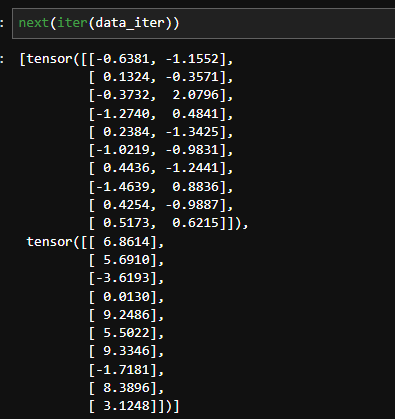 : next(iter(data_iter))
: [tensor([[-0.6381, -1.1552],
[ 0.1324, -0.3571],
[-0.3732,  2.0796],
[-1.2740,  0.4841],
[ 0.2384, -1.3425],
[-1.0219, -0.9831],
[ 0.4436, -1.2441],
[-1.4639,  0.8836],
[ 0.4254, -0.9887],
[ 0.5173,  0.6215]]),
tensor([[ 6.8614],
[ 5.6910],
[-3.6193],
[ 0.0130],
[ 9.2486],
[ 5.5022],
[ 9.3346],
[-1.7181],
[ 8.3896],
[ 3.1248]])]